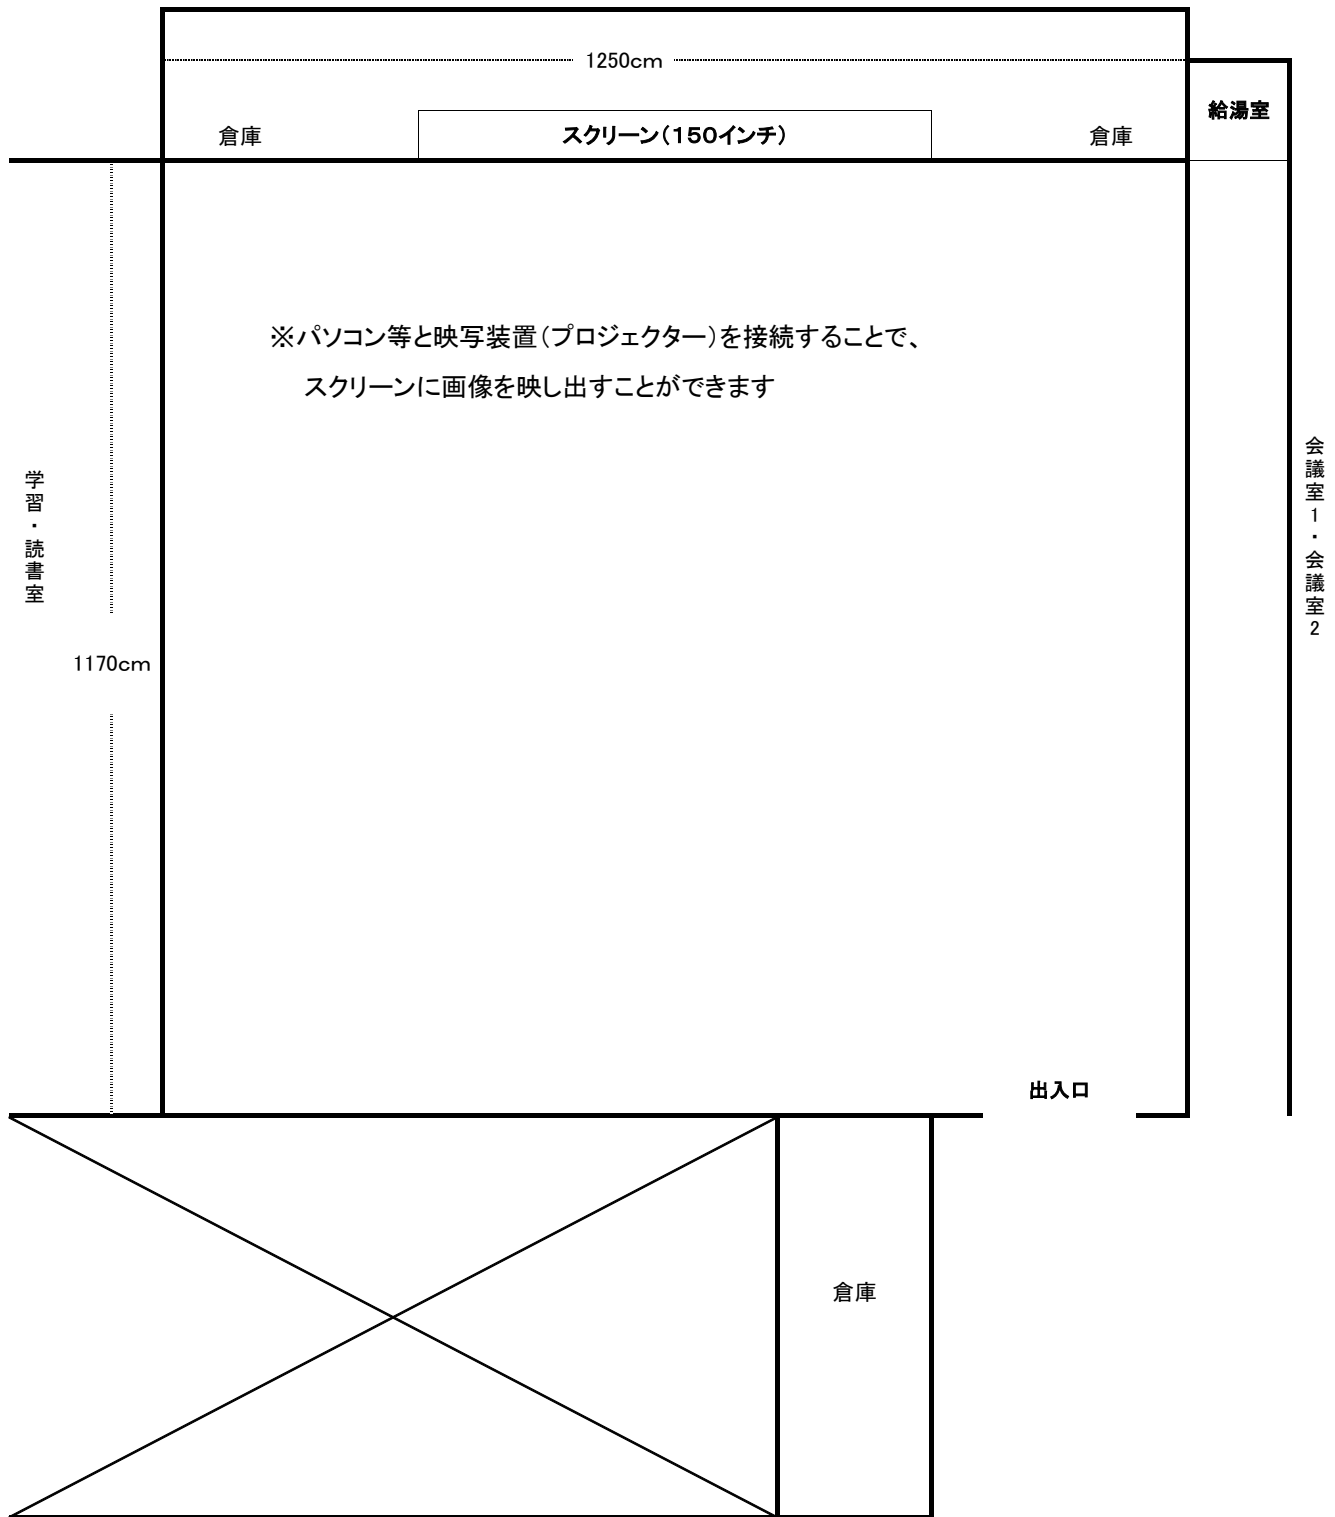 1250cm
給湯室
倉庫
スクリーン(150インチ)
倉庫
※パソコン等と映写装置(プロジェクター)を接続することで、
スクリーンに画像を映し出すことができます
学習・読書室
会議室1・会議室2
1170cm
出入口
倉庫